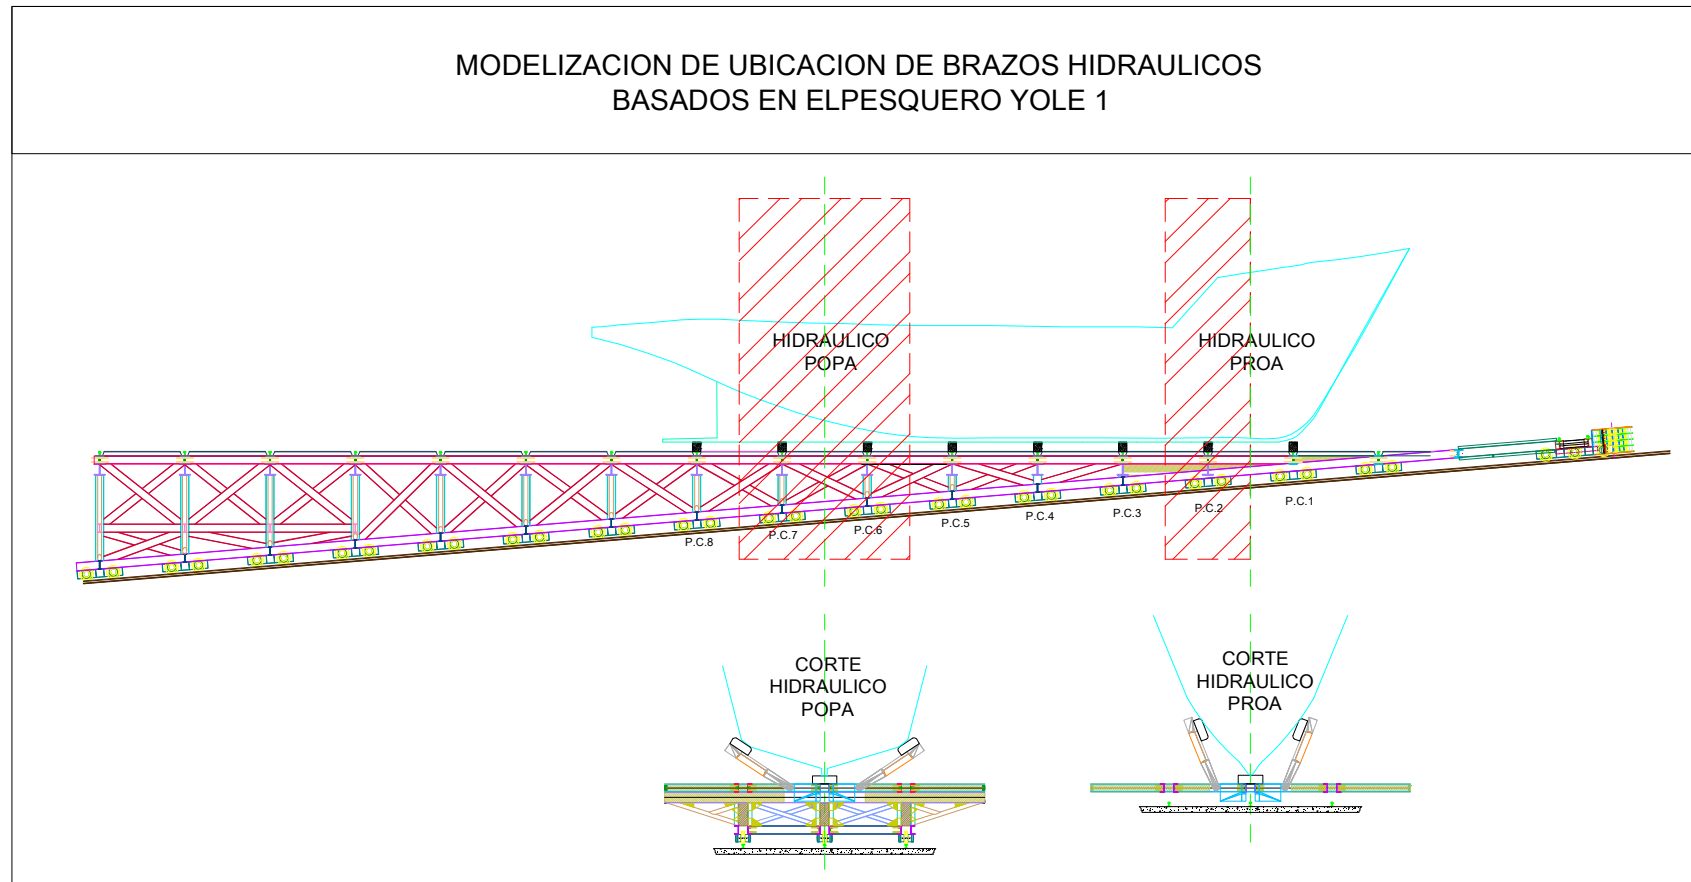 MODELIZACION DE UBICACION DE BRAZOS HIDRAULICOS
BASADOS EN ELPESQUERO YOLE 1
HIDRAULICO
POPA
HIDRAULICO
PROA
P.C.8
P.C.7
P.C.6
P.C.5
P.C.4
P.C.3
P.C.2
P.C.1
CORTE
HIDRAULICO
POPA
CORTE
HIDRAULICO
PROA